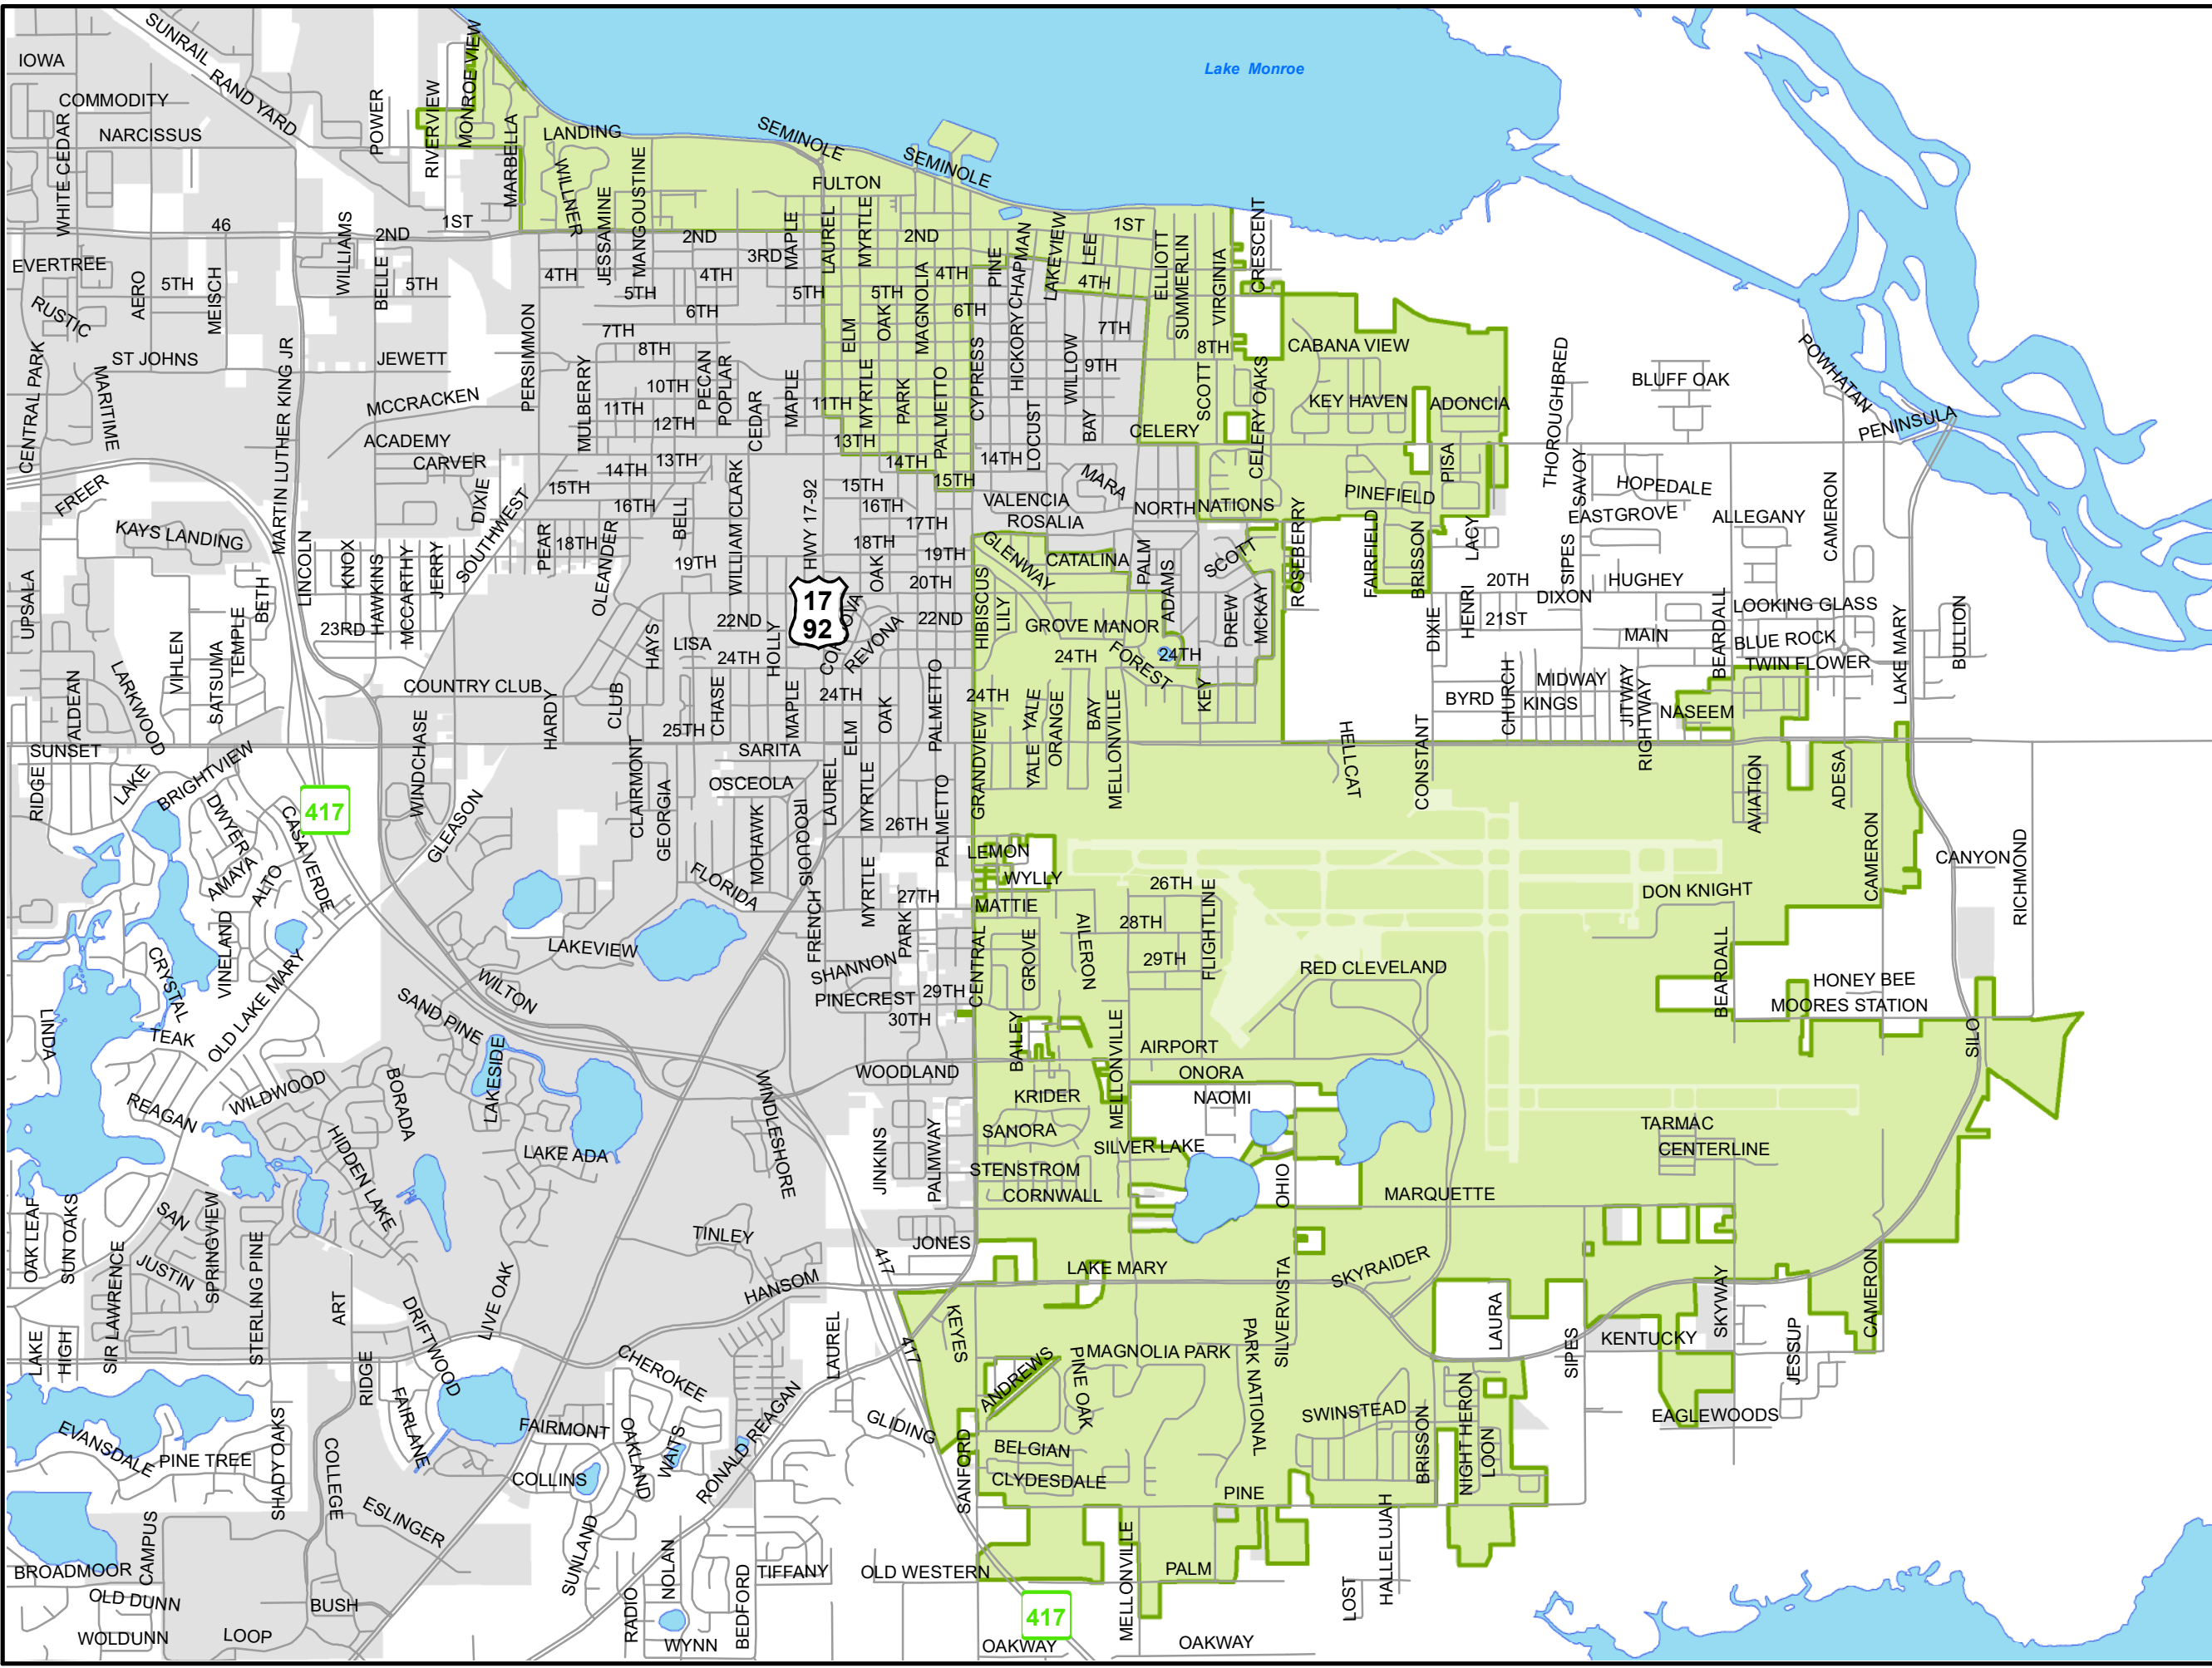 SUNRAIL
RAND YARD
IOWA
COMMODITY
NARCISSUS
WHITE CEDAR
POWER
RIVERVIEW
MONROE VIEW
MARBELLA
LANDING
WILLNER
JESSAMINE
MANGOUSTINE
SEMINOLE
SEMINOLE
Lake Monroe
FULTON
46
WILLIAMS
2ND
1ST
BELLE
2ND
3RD
MAPLE
LAUREL
MYRTLE
2ND
PINE
CHAPMAN
LAKEVIEW
LEE
1ST
ELLIOTT
SUMMERLIN
VIRGINIA
CRESCENT
EVERTREE
RUSTIC
AERO
5TH
MEISCH
5TH
4TH
5TH
4TH
6TH
5TH
5TH
MAGNOLIA
4TH
6TH
HICKORY
4TH
7TH
8TH
CABANA VIEW
CENTRAL PARK
MARITIME
ST JOHNS
MARTIN LUTHER KING JR
JEWETT
MCCRACKEN
ACADEMY
CARVER
PERSIMMON
MULBERRY
7TH
8TH
10TH
11TH
12TH
PECAN
POPLAR
CEDAR
MAPLE
ELM
OAK
MYRTLE
PARK
PALMETTO
CYPRESS
11TH
13TH
14TH
15TH
LOCUST
WILLOW
9TH
BAY
CELERY
SCOTT
CELERY OAKS
KEY HAVEN
ADONCIA
THOROUGHBRED
BLUFF OAK
POWHATAN
PENINSULA
FREER
KAYS LANDING
DIXIE
SOUTHWEST
13TH
14TH
15TH
16TH
BELL
WILLIAM CLARK
HWY 17-92
15TH
16TH
17TH
14TH
MARA
VALENCIA
ROSALIA
NORTH
NATIONS
PINEFIELD
PISA
SAVOY
HOPEDALE
EASTGROVE
ALLEGANY
CAMERON
UPSALA
BETH
LINCOLN
KNOX
HAWKINS
MCCARTHY
JERRY
23RD
PEAR
18TH
OLEANDER
19TH
17
92
18TH
OAK
19TH
20TH
22ND
GLENWAY
CATALINA
PALM
ADAMS
SCOTT
DREW
MCKAY
ROSEBERRY
FAIRFIELD
BRISSON
LACY
HENRI
DIXIE
20TH
21ST
DIXON
SIPES
HUGHEY
MAIN
LOOKING GLASS
BLUE ROCK
TWIN FLOWER
BEARDALL
LAKE MARY
BULLION
ALDEAN
LARKWOOD
VIHLEN
SATSUMA
TEMPLE
COUNTRY CLUB
HARDY
CLUB
HAYS
LISA
22ND
24TH
HOLLY
REVONA
24TH
HIBISCUS
LILY
GROVE MANOR
24TH
FOREST
24TH
KEY
BYRD
CHURCH
KINGS
MIDWAY
JITWAY
RIGHTWAY
NASEEM
SUNSET
RIDGE
LAKE
BRIGHTVIEW
DWYER
AMAYA
ALTO
CASA VERDE
417
WINDCHASE
GLEASON
CLAIRMONT
GEORGIA
25TH
CHASE
MAPLE
SARITA
OSCEOLA
MOHAWK
IROQUOIS
LAUREL
ELM
MYRTLE
OAK
PALMETTO
PALMETTO
26TH
24TH
GRANDVIEW
YALE
YALE
ORANGE
BAY
MELLONVILLE
HELLCAT
CONSTANT
AVIATION
ADESA
CAMERON
CANYON
RICHMOND
FLORIDA
LEMON
WYLLY
MATTIE
26TH
28TH
29TH
FLIGHTLINE
AILERON
GROVE
CENTRAL
DON KNIGHT
BEARDALL
CRYSTAL
VINELAND
OLD LAKE MARY
LAKEVIEW
WILTON
SAND PINE
FRENCH
MYRTLE
27TH
PARK
SHANNON
PINECREST
29TH
30TH
RED CLEVELAND
BEARDALL
HONEY BEE
MOORES STATION
SILO
LINDA
TEAK
REAGAN
WILDWOOD
BORADA
LAKESIDE
LAKE ADA
WOODLAND
WINDLESHORE
JINKINS
PALMWAY
BAILEY
MELLONVILLE
AIRPORT
ONORA
NAOMI
KRIDER
SANORA
SILVER LAKE
STENSTROM
CORNWALL
OHIO
MARQUETTE
TARMAC
CENTERLINE
OAK LEAF
SUN OAKS
SAN
JUSTIN
SPRINGVIEW
HIDDEN LAKE
SIR LAWRENCE
STERLING PINE
TINLEY
HANSOM
417
JONES
LAKE MARY
SILVERVISTA
SKYRAIDER
CAMERON
LAKE
HIGH
ART
RIDGE
DRIFTWOOD
LIVE OAK
CHEROKEE
LAUREL
417
KEYES
ANDREWS
PINE OAK
MAGNOLIA PARK
PARK NATIONAL
LAURA
SIPES
KENTUCKY
SKYWAY
JESSUP
EVANSDALE
PINE TREE
SHADY OAKS
COLLEGE
FAIRLANE
FAIRMONT
COLLINS
OAKLAND
WAITS
RONALD REAGAN
GLIDING
SANFORD
BELGIAN
CLYDESDALE
PINE
SWINSTEAD
BRISSON
NIGHT HERON
LOON
EAGLEWOODS
BROADMOOR
CAMPUS
OLD DUNN
WOLDUNN
LOOP
BUSH
ESLINGER
SUNLAND
RADIO
NOLAN
WYNN
BEDFORD
TIFFANY
OLD WESTERN
417
OAKWAY
MELLONVILLE
PALM
OAKWAY
LOST
HALLELUJAH